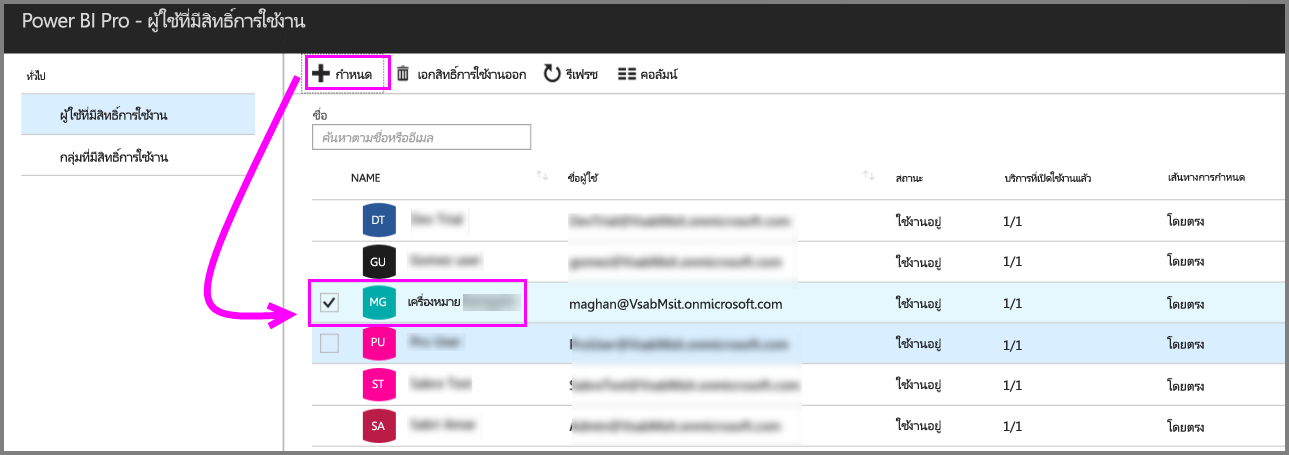 Power BI Pro - ผู้ใช้ที่มีสิทธิ์การใช้งาน
ทั่วไป
ผู้ใช้ที่มีสิทธิ์การใช้งาน
กลุ่มที่มีสิทธิ์การใช้งาน
กำหนด เอกสิทธิ์การใช้งานออก รีเฟรช คอลัมน์
ชื่อ
ค้นหาตามชื่อหรืออีเมล
NAME ชื่อผู้ใช้ สถานะ บริการที่เปิดใช้งานแล้ว เส้นทางการกำหนด
DT ใช้งานอยู่ 1/1 โดยตรง
GU ใช้งานอยู่ 1/1 โดยตรง
MG เครื่องหมาย maghan@VsabMsit.onmicrosoft.com ใช้งานอยู่ 1/1 โดยตรง
PU ใช้งานอยู่ 1/1 โดยตรง
ST ใช้งานอยู่ 1/1 โดยตรง
SA ใช้งานอยู่ 1/1 โดยตรง